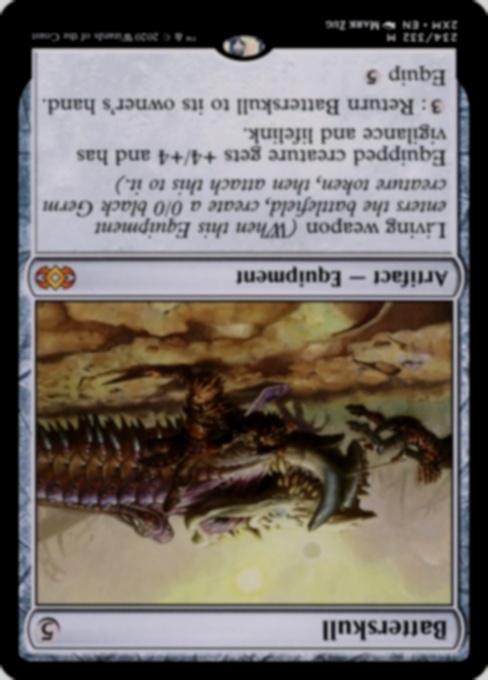 Batterskull 5
Artifact — Equipment
Living weapon (When this Equipment
enters the battlefield, create a 0/0 black Germ
creature token, then attach this to it.)
Equipped creature gets +4/+4 and has
vigilance and lifelink.
3: Return Batterskull to its owner's hand.
Equip 5
234/332 M
2XM • EN Mark Zug
™ & © 2020 Wizards of the Coast